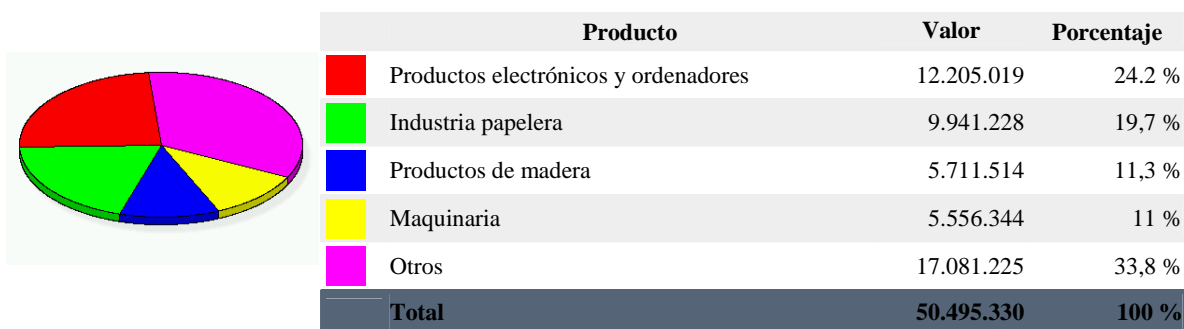 Producto Valor Porcentaje
Productos electrónicos y ordenadores 12.205.019 24.2 %
Industria papelera 9.941.228 19,7 %
Productos de madera 5.711.514 11,3 %
Maquinaria 5.556.344 11 %
Otros 17.081.225 33,8 %
Total 50.495.330 100 %